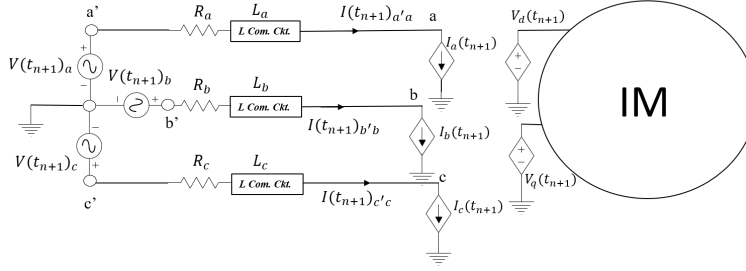 a' R_a L_a I(t_{n+1})_{a'a} a V_d(t_{n+1})
L Com. Ckt. I_a(t_{n+1})
V(t_{n+1})_a V(t_{n+1})_b R_b L_b b IM
b' L Com. Ckt. I(t_{n+1})_{b'b} I_b(t_{n+1})
V(t_{n+1})_c R_c L_c c V_q(t_{n+1})
c' L Com. Ckt. I(t_{n+1})_{c'c} I_c(t_{n+1})